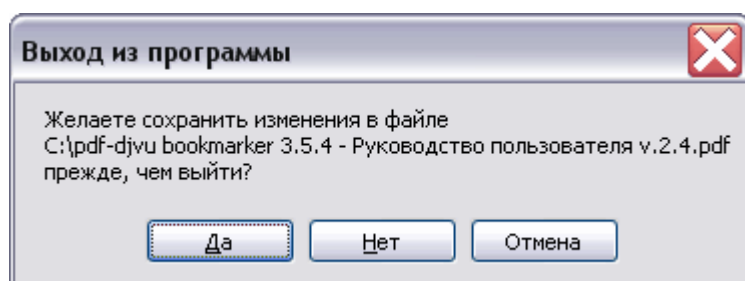 Выход из программы
Желаете сохранить изменения в файле
C:\pdf-djvu bookmarker 3.5.4 - Руководство пользователя v.2.4.pdf
прежде, чем выйти?
Да Нет Отмена